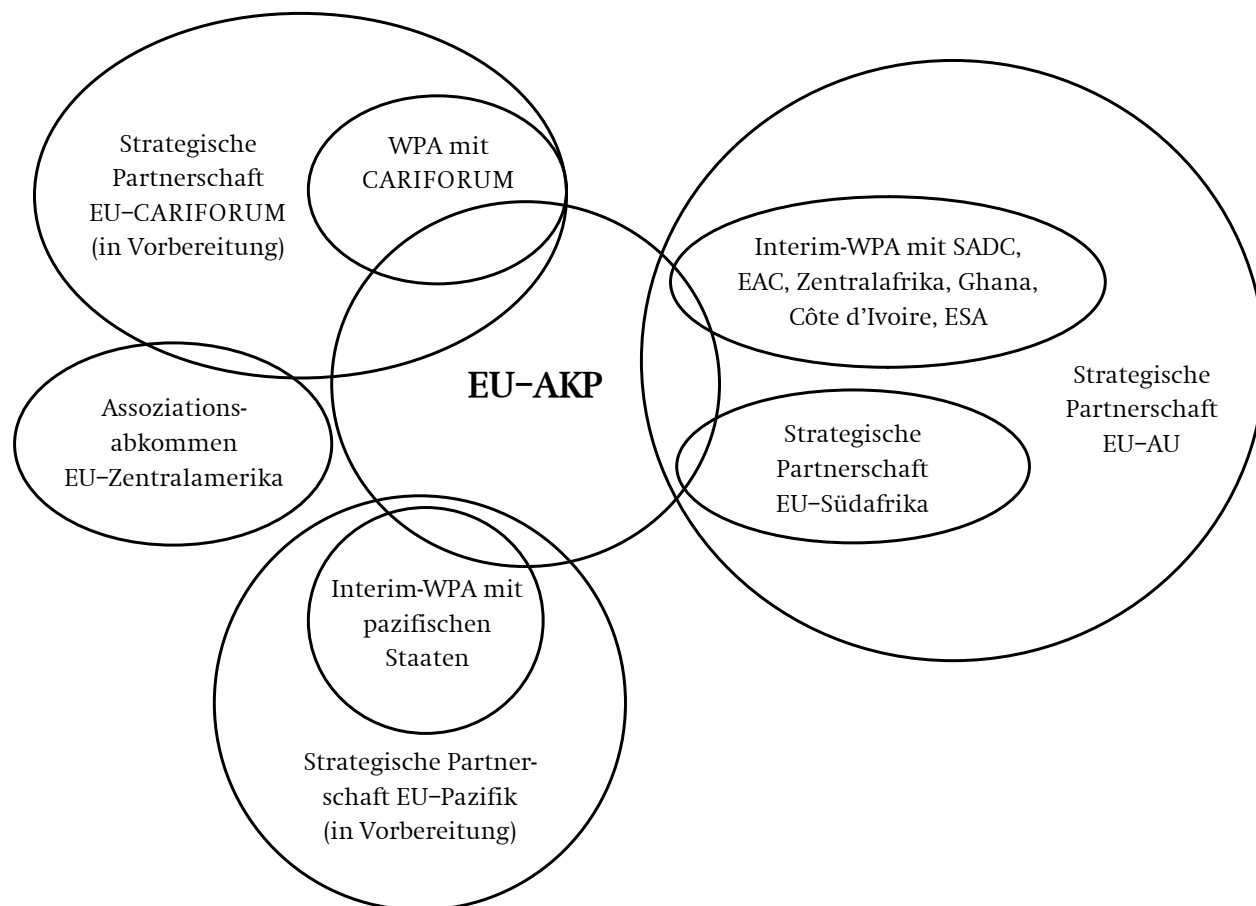 Strategische
Partnerschaft
EU–CARIFORUM
(in Vorbereitung)
WPA mit
CARIFORUM
Interim-WPA mit SADC,
EAC, Zentralafrika, Ghana,
Côte d’Ivoire, ESA
EU–AKP
Strategische
Partnerschaft
EU–AU
Assoziations-
abkommen
EU–Zentralamerika
Strategische
Partnerschaft
EU–Südafrika
Interim-WPA mit
pazifischen
Staaten
Strategische Partner-
schaft EU–Pazifik
(in Vorbereitung)